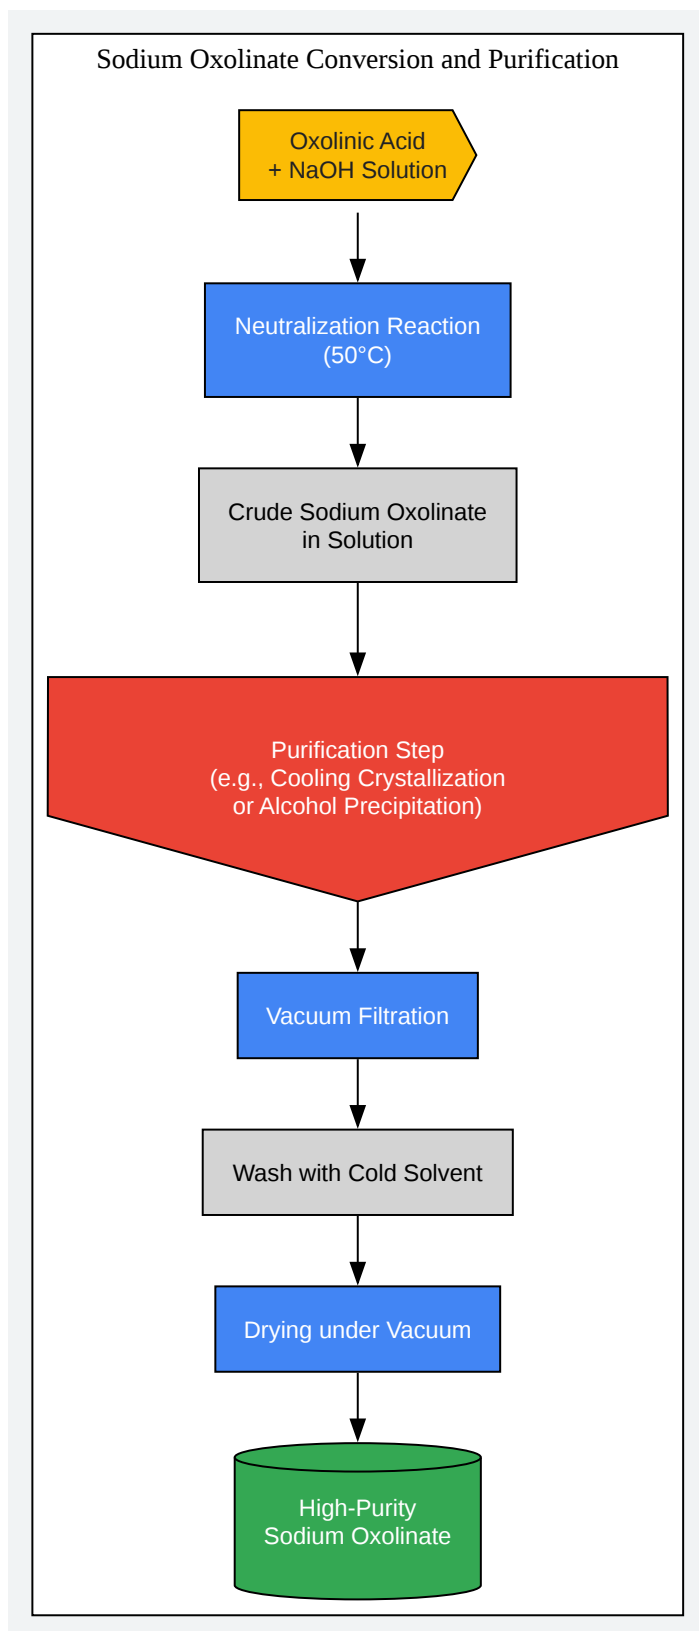 Sodium Oxolinate Conversion and Purification
Oxolinic Acid
+ NaOH Solution
Neutralization Reaction
(50°C)
Crude Sodium Oxolinate
in Solution
Purification Step
(e.g., Cooling Crystallization
or Alcohol Precipitation)
Vacuum Filtration
Wash with Cold Solvent
Drying under Vacuum
High-Purity
Sodium Oxolinate